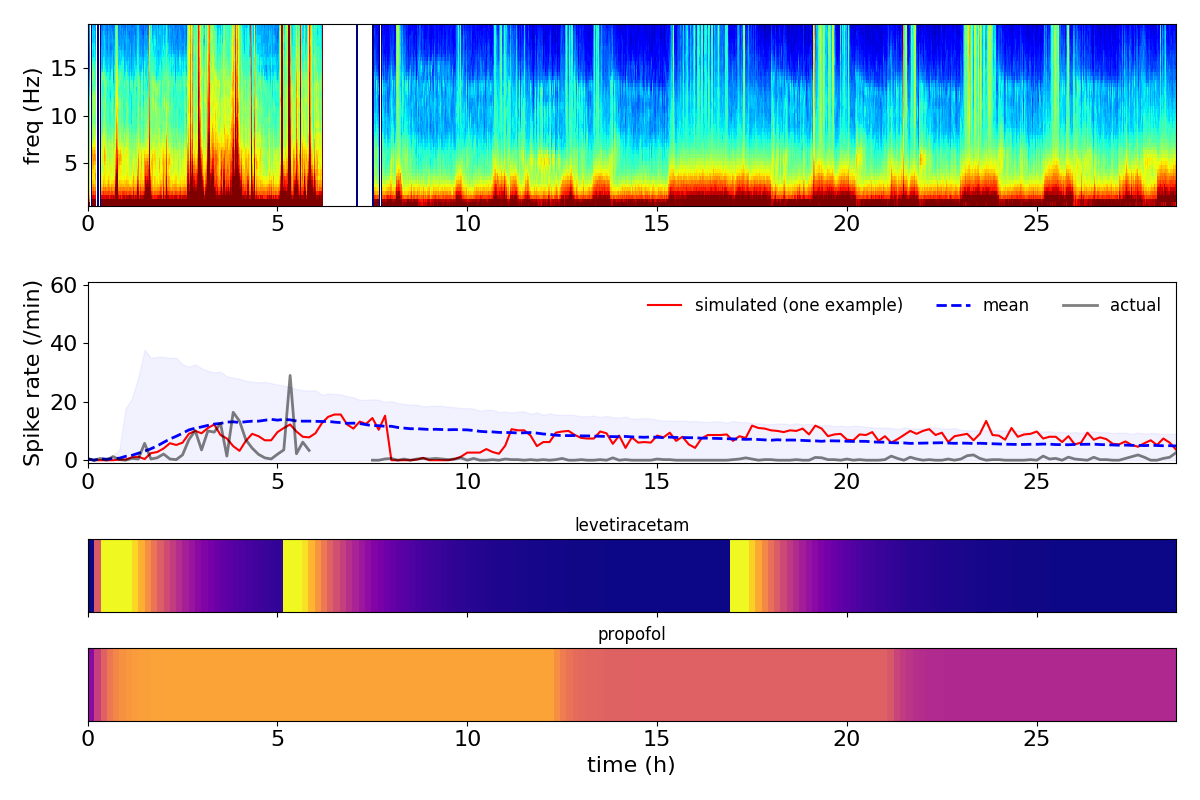 freq (Hz)
15
10
5
0 5 10 15 20 25
Spike rate (/min)
60
40
20
0
simulated (one example) mean actual
0 5 10 15 20 25
levetiracetam
propofol
0 5 10 15 20 25
time (h)